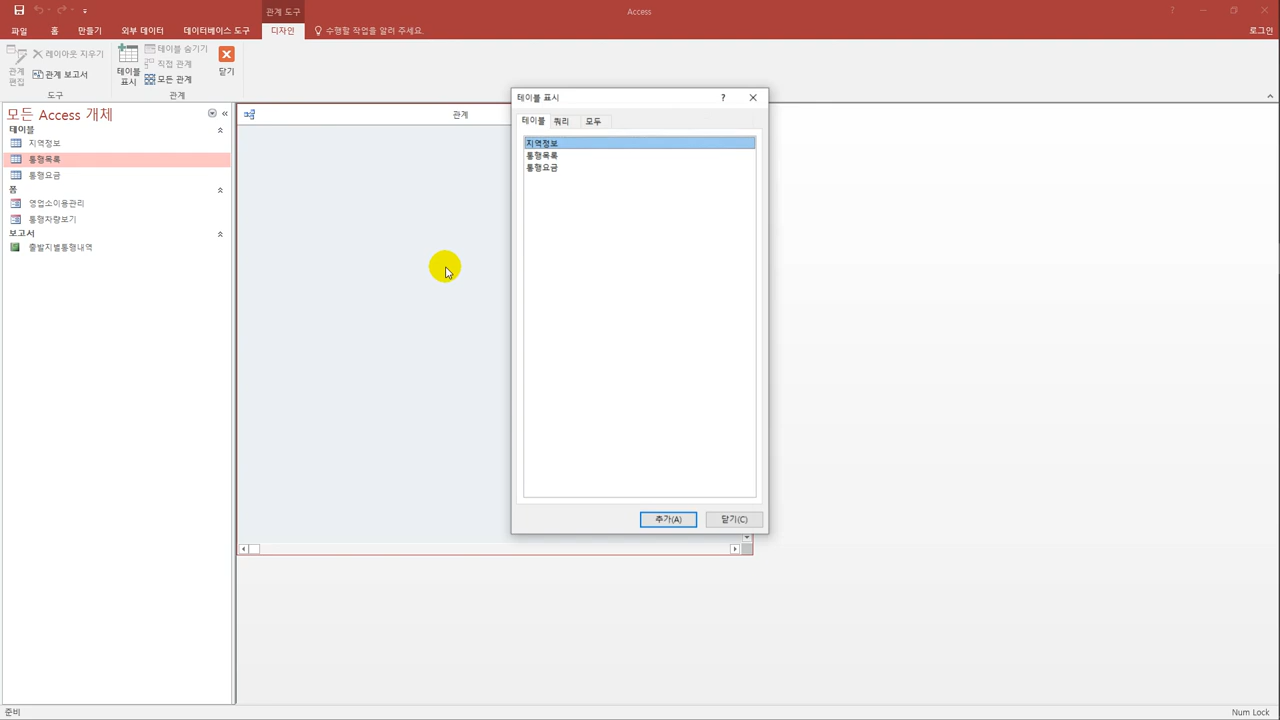 관계 도구
Access
파일
홈
만들기
외부 데이터
데이터베이스 도구
디자인
수행할 작업을 알려 주세요.
로그인
관계
편집
레이아웃 지우기
관계 보고서
도구
테이블
표시
테이블 숨기기
직접 관계
모든 관계
관계
닫기
모든 Access 개체
테이블
지역정보
통행목록
통행요금
폼
영업소이용관리
통행차량보기
보고서
출발지별통행내역
관계
테이블 표시
?
테이블
쿼리
모두
지역정보
통행목록
통행요금
추가(A)
닫기(C)
준비
Num Lock